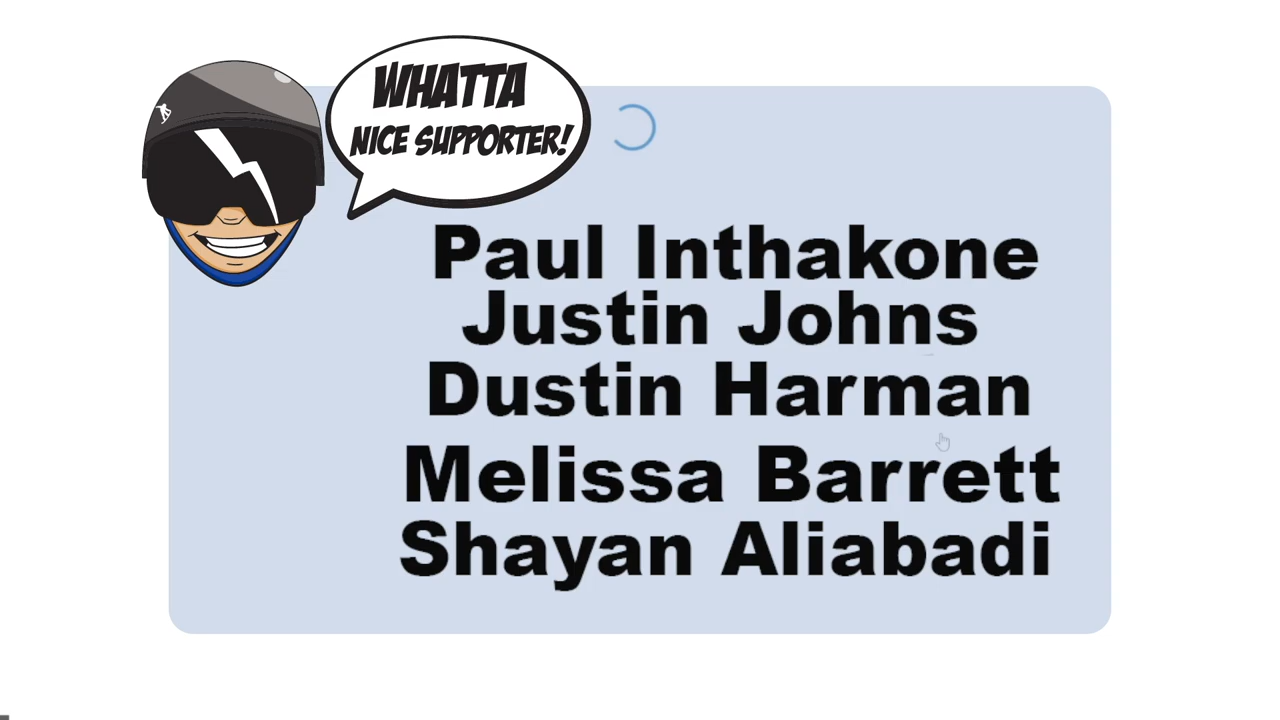 WHATTA
NICE SUPPORTER!
Paul Inthakone
Justin Johns
Dustin Harman
Melissa Barrett
Shayan Aliabadi